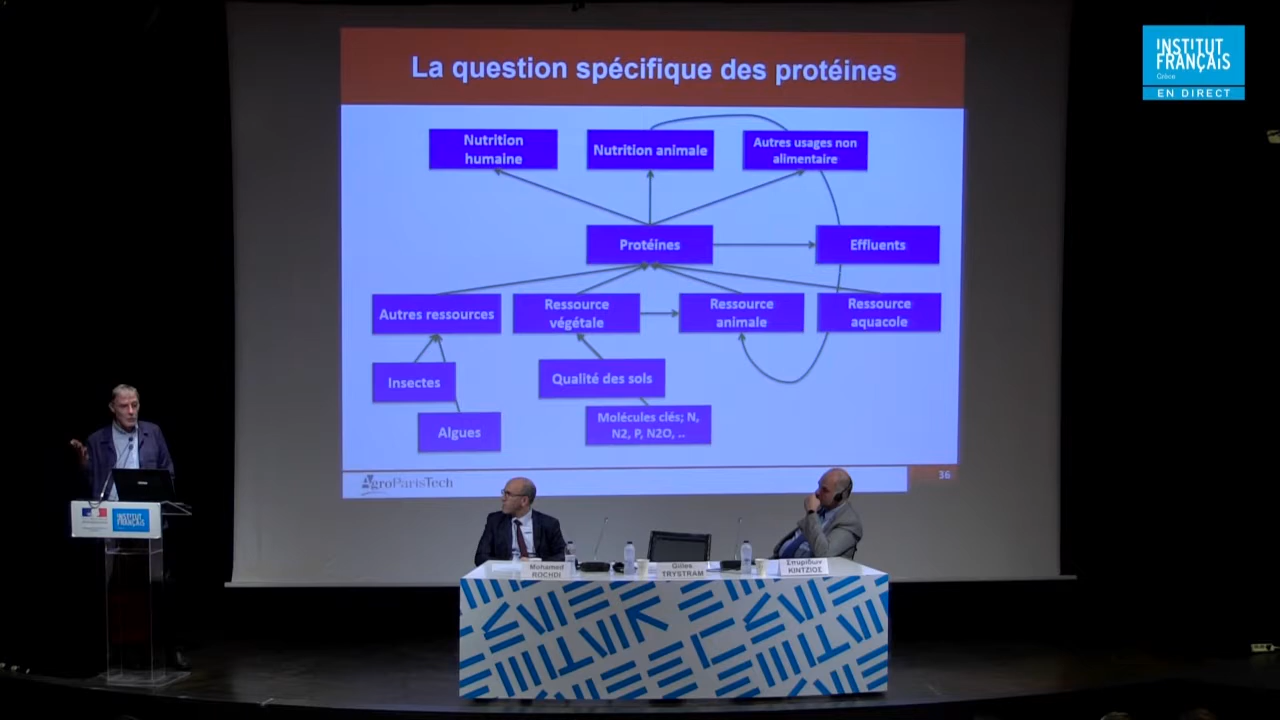 La question spécifique des protéines
INSTITUT
FRANÇAIS
Grèce
EN DIRECT
Nutrition
humaine
Nutrition animale
Autres usages non
alimentaire
Protéines
Effluents
Autres ressources
Ressource
végétale
Ressource
animale
Ressource
aquacole
Insectes
Qualité des sols
Algues
Molécules clés; N,
N2, P, N2O, ..
AgroParisTech
36
INSTITUT
FRANÇAIS
Mohamed
ROCHDI
Gilles
TRYSTRAM
Σπυρίδων
ΚΙΝΤΖΙΟΣ